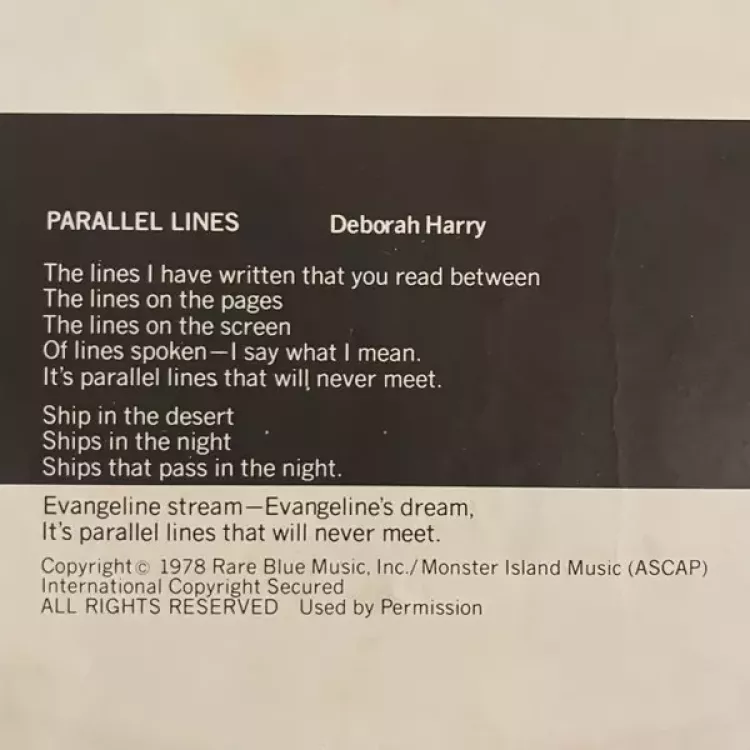 PARALLEL LINES Deborah Harry
The lines I have written that you read between
The lines on the pages
The lines on the screen
Of lines spoken—I say what I mean.
It's parallel lines that will never meet.
Ship in the desert
Ships in the night
Ships that pass in the night.
Evangeline stream—Evangeline's dream,
It's parallel lines that will never meet.
Copyright© 1978 Rare Blue Music, Inc./Monster Island Music (ASCAP)
International Copyright Secured
ALL RIGHTS RESERVED Used by Permission